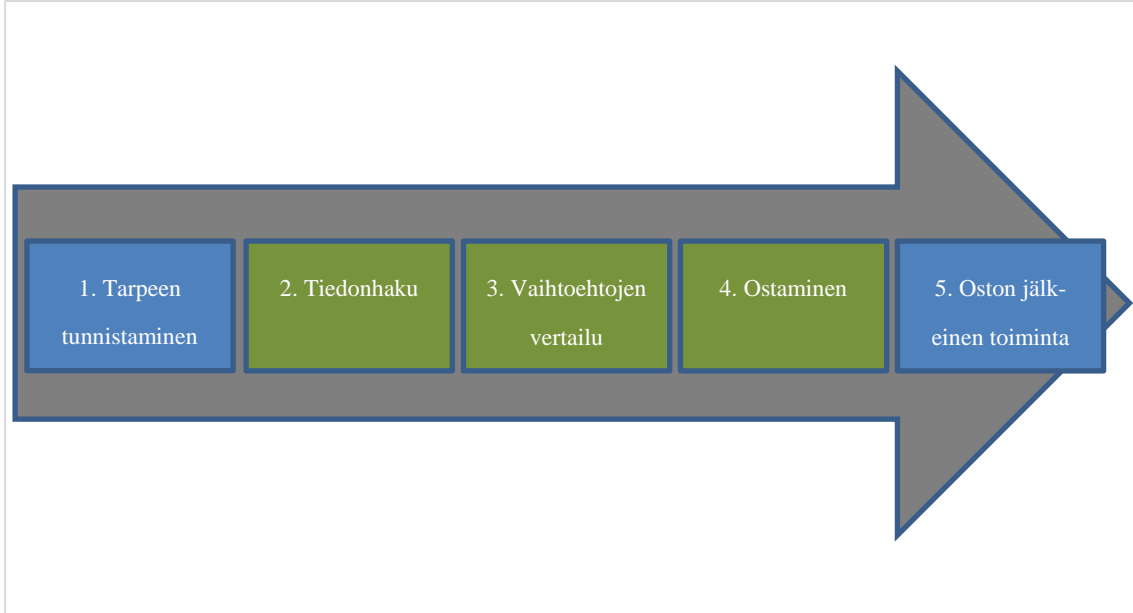 1. Tarpeen
tunnistaminen
2. Tiedonhaku
3. Vaihtoehtojen
vertailu
4. Ostaminen
5. Oston jälk-
einen toiminta